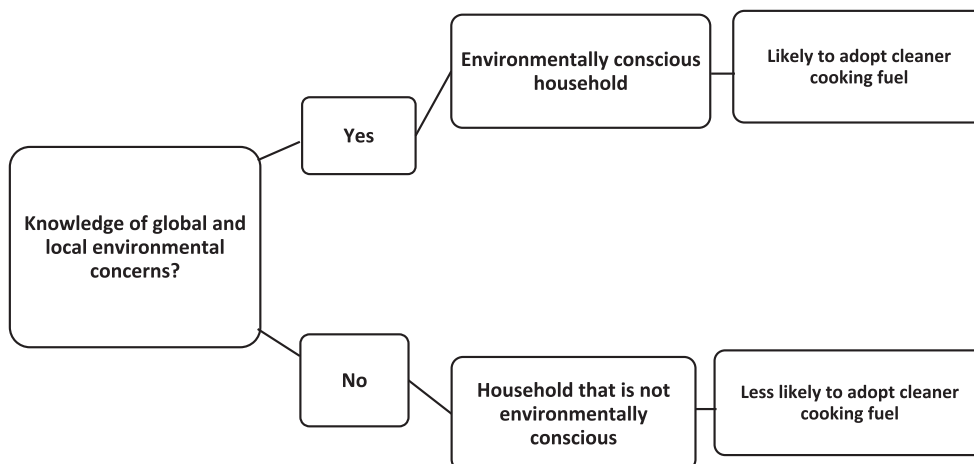 Environmentally conscious
household
Likely to adopt cleaner
cooking fuel
Yes
Knowledge of global and
local environmental
concerns?
No
Household that is not
environmentally
conscious
Less likely to adopt cleaner
cooking fuel